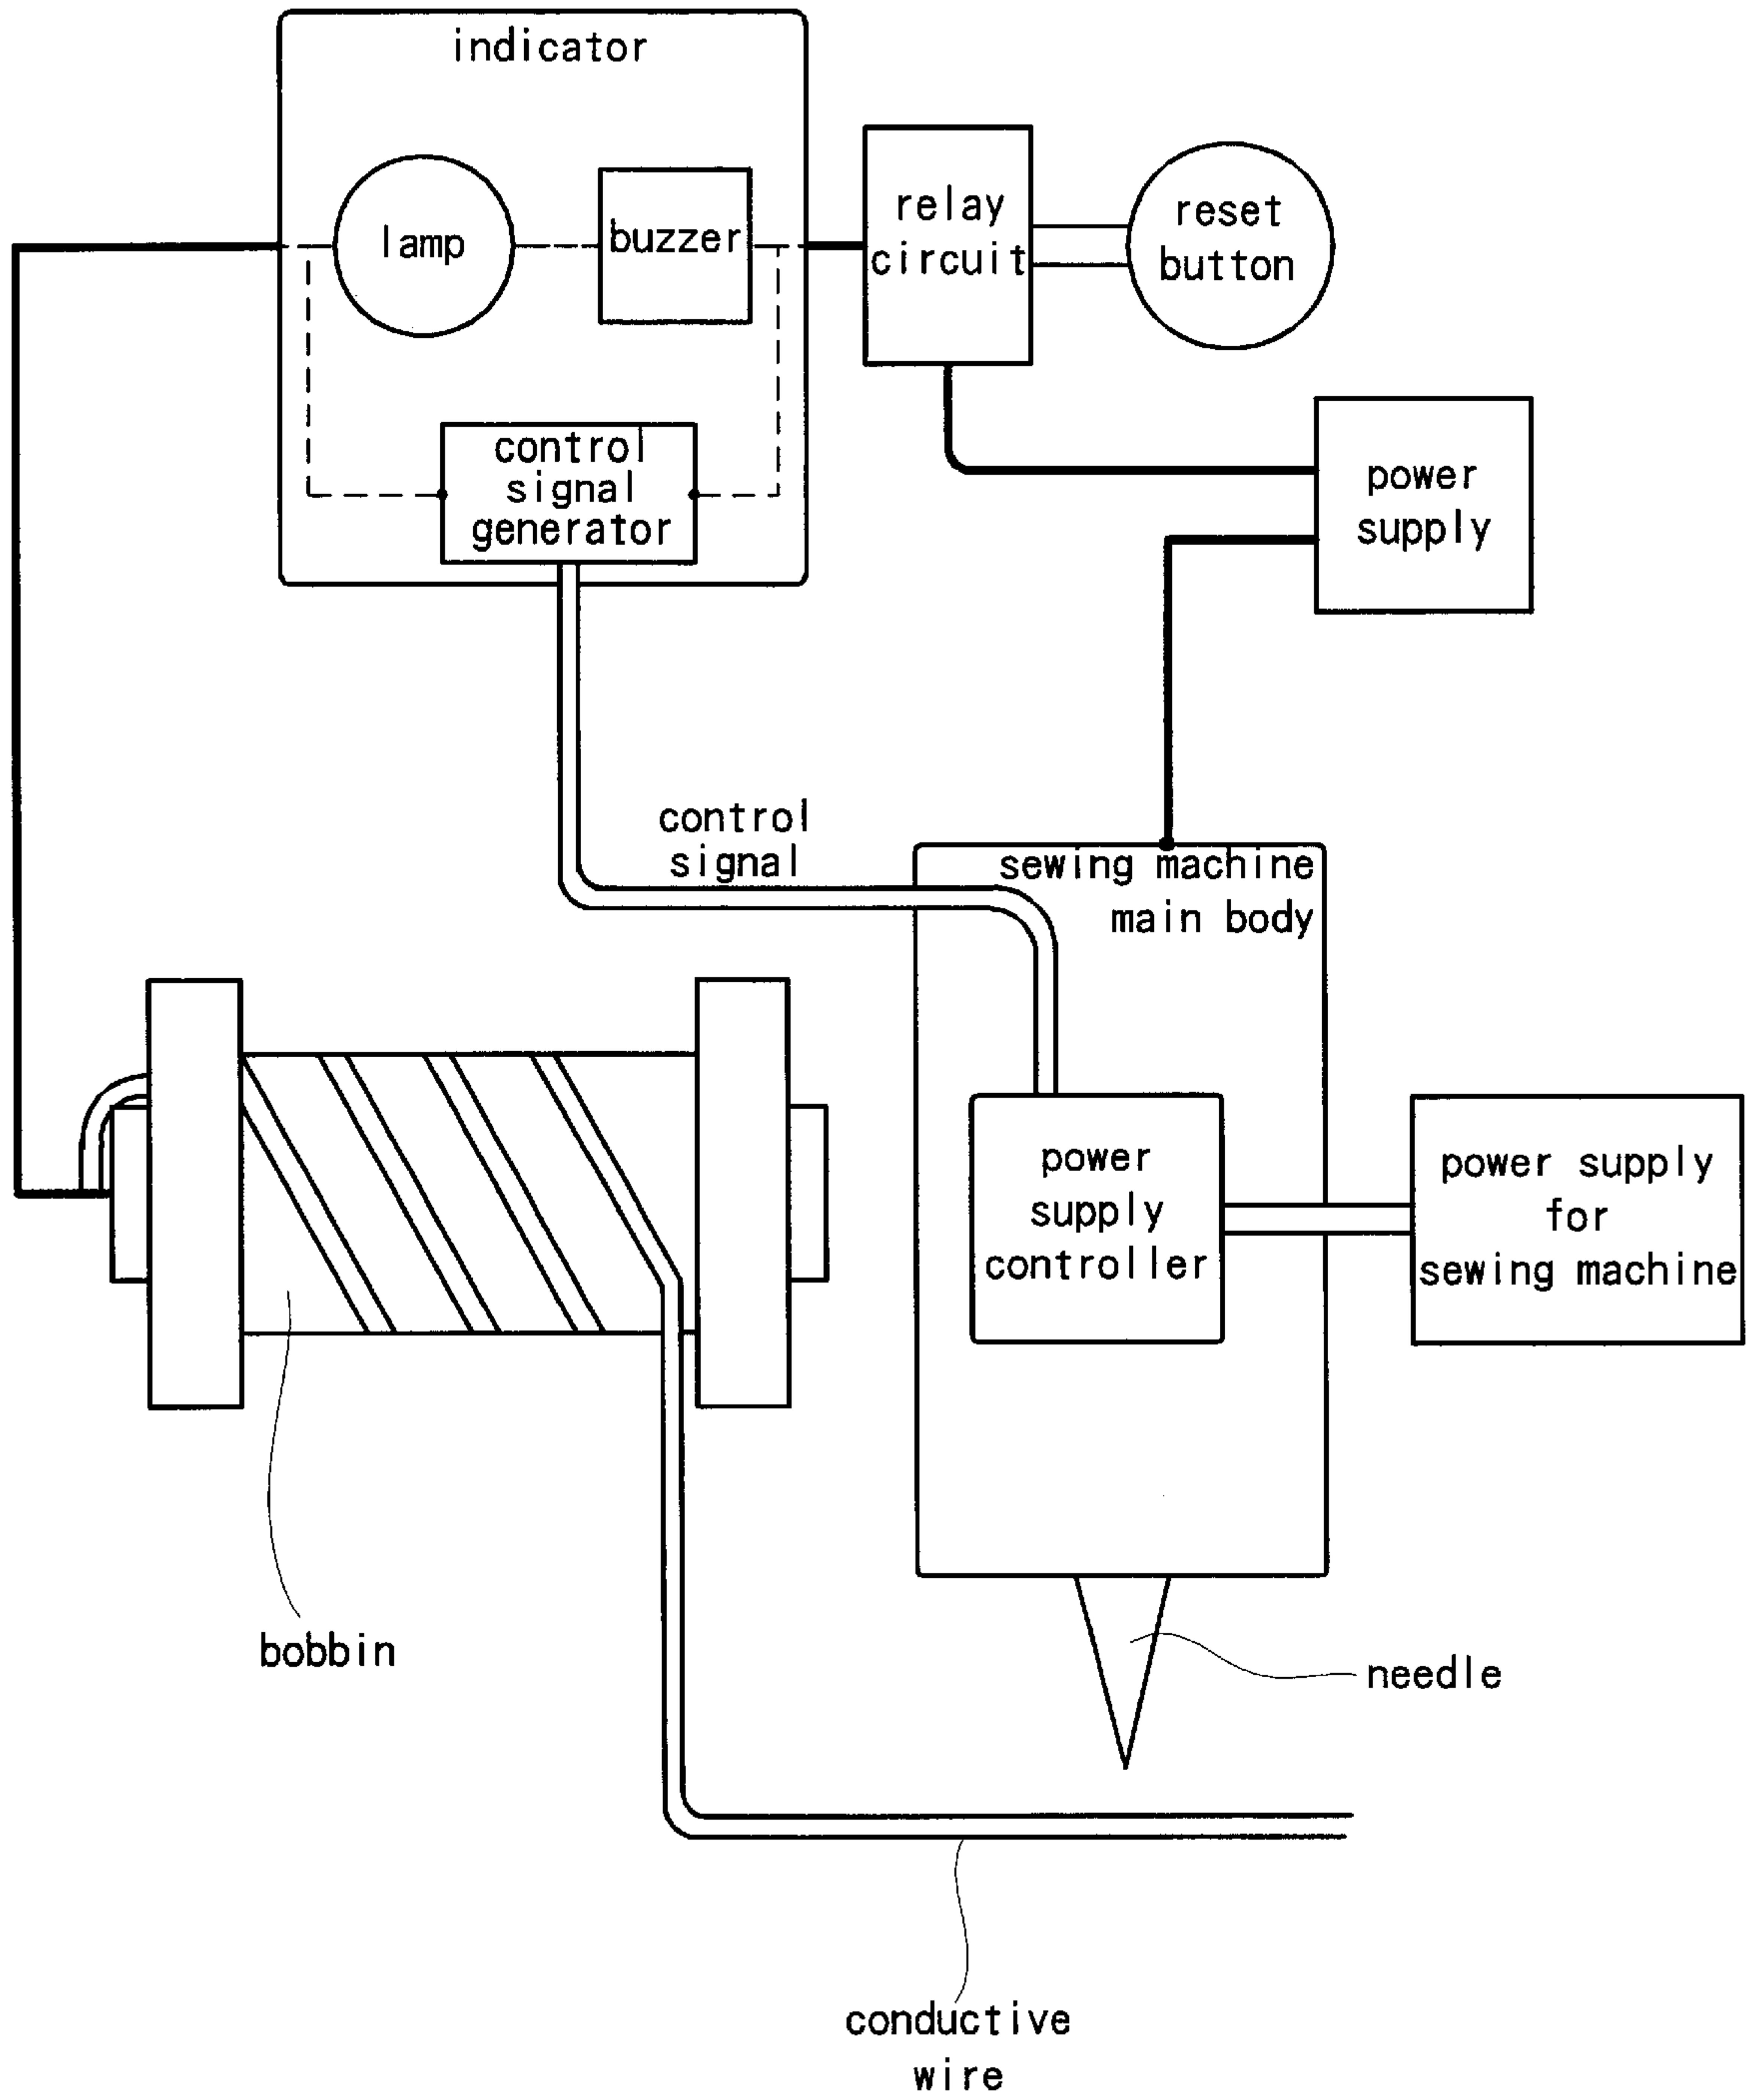 indicator
lamp
buzzer
relay
circuit
reset
button
control
signal
generator
power
supply
control
signal
sewing machine
main body
power
supply
controller
power supply
for
sewing machine
bobbin
needle
conductive
wire